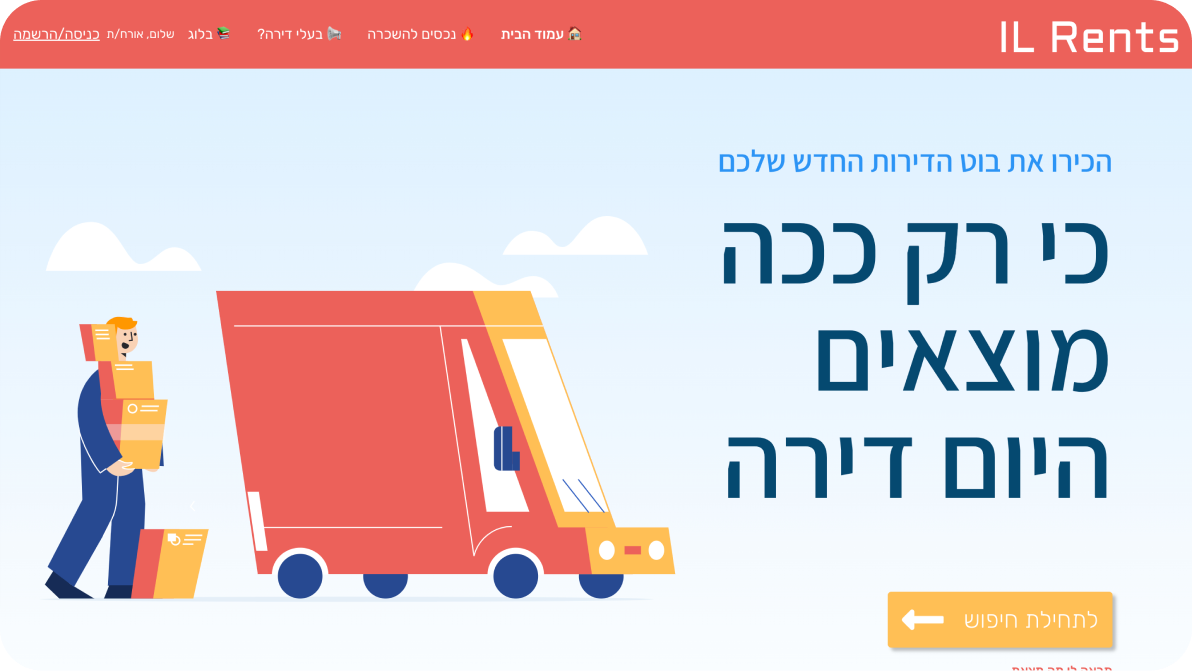 IL Rents
🏠 עמוד הבית
🔥 נכסים להשכרה
📢 בעלי דירה?
📚 בלוג
שלום, אורח/ת
כניסה/הרשמה
הכירו את בוט הדירות החדש שלכם
כי רק ככה
מוצאים
היום דירה
לתחילת חיפוש